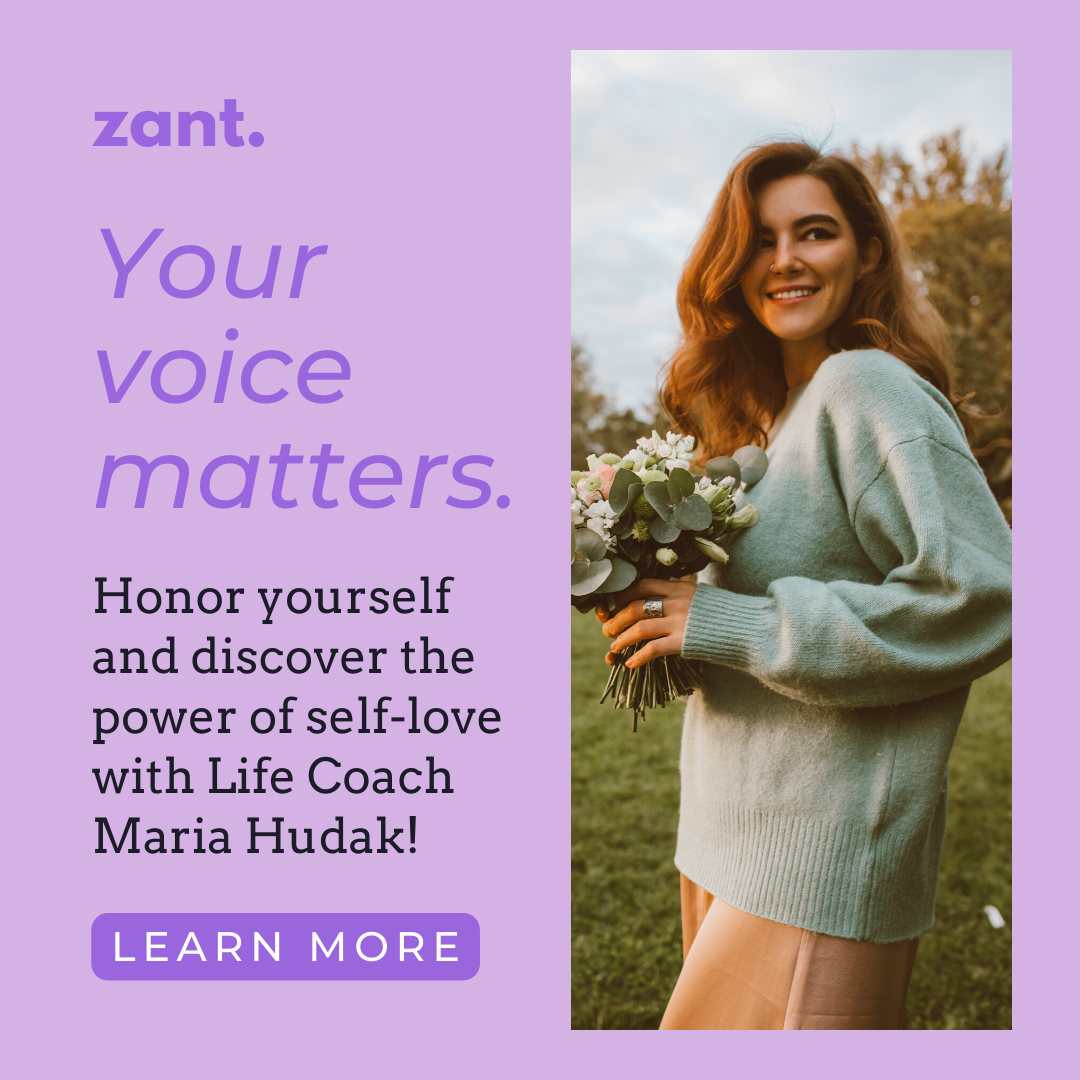 zant.
Your
voice
matters.
Honor yourself
and discover the
power of self-love
with Life Coach
Maria Hudak!
LEARN MORE